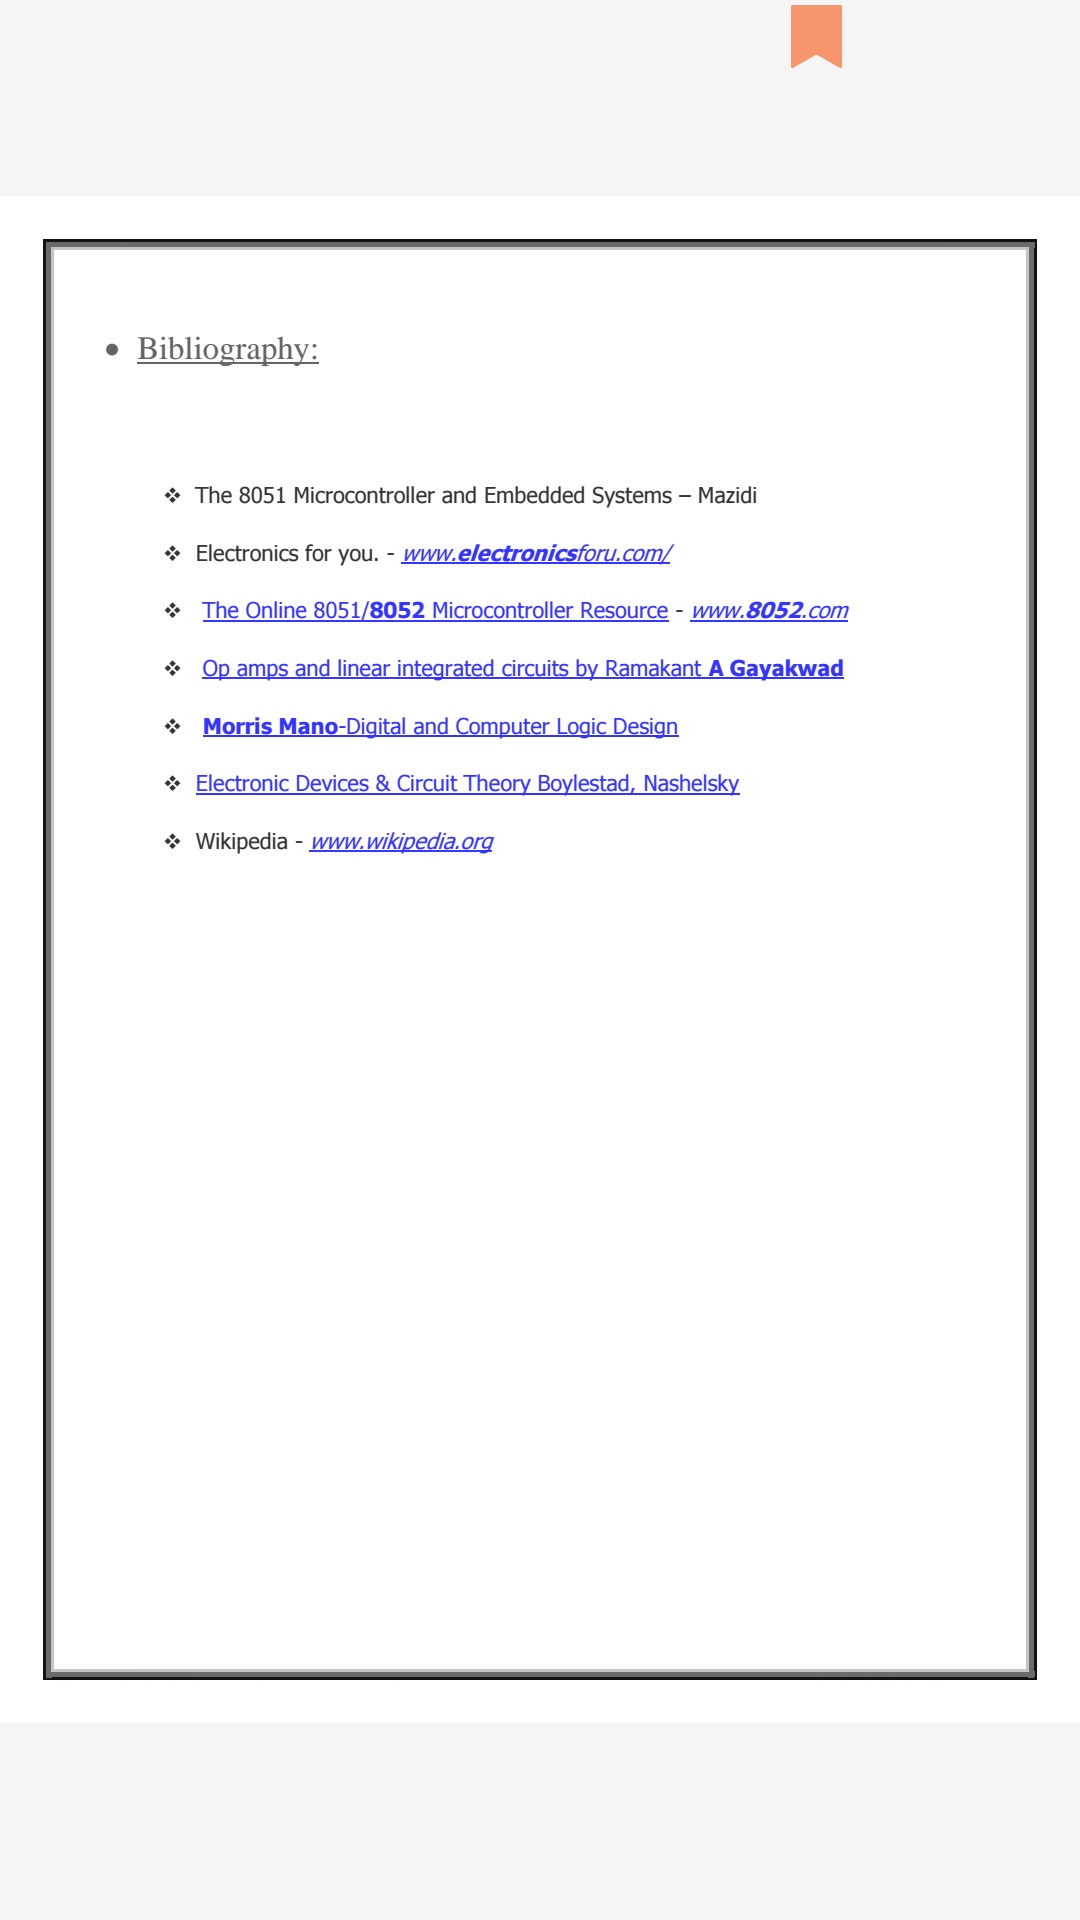 • Bibliography:
❖ The 8051 Microcontroller and Embedded Systems – Mazidi
❖ Electronics for you. - www.electronicsforu.com/
❖ The Online 8051/8052 Microcontroller Resource - www.8052.com
❖ Op amps and linear integrated circuits by Ramakant A Gayakwad
❖ Morris Mano-Digital and Computer Logic Design
❖ Electronic Devices & Circuit Theory Boylestad, Nashelsky
❖ Wikipedia - www.wikipedia.org